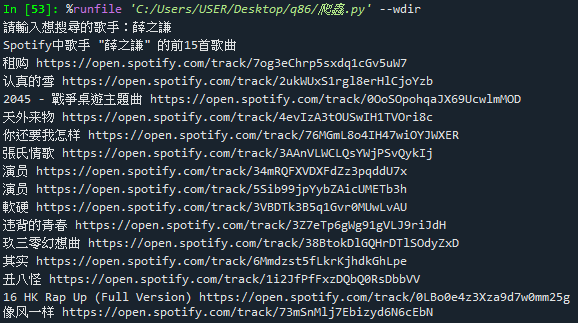 In [53]: %runfile 'C:/Users/USER/Desktop/q86/爬蟲.py' --wdir
請輸入想搜尋的歌手：薛之謙
Spotify中歌手 "薛之謙" 的前15首歌曲
租购 https://open.spotify.com/track/7og3eChrp5sxdq1cGv5uW7
认真的雪 https://open.spotify.com/track/2ukWUxS1rgl8erHlCjoYzb
2045 - 戰爭桌遊主題曲 https://open.spotify.com/track/0OoSOpohqaJX69UcwlmMOD
天外来物 https://open.spotify.com/track/4evIzA3tOUSwIH1TVOri8c
你还要我怎样 https://open.spotify.com/track/76MGmL8o4IH47wiOYJWXER
張氏情歌 https://open.spotify.com/track/3AAnVLWCLQsYWjPSvQykIj
演员 https://open.spotify.com/track/34mRQFXVDXFdZz3pqddU7x
演员 https://open.spotify.com/track/5Sib99jpYybZAicUMETb3h
軟硬 https://open.spotify.com/track/3VBDTk3B5q1Gvr0MUwLvAU
违背的青春 https://open.spotify.com/track/3Z7eTp6gWg91gVLJ9riJdH
玖三零幻想曲 https://open.spotify.com/track/38BtokDlGQHrDTlSOdyZxD
其实 https://open.spotify.com/track/6Mmdzst5fLkrKjhdkGhLpe
丑八怪 https://open.spotify.com/track/1i2JfPfFxzDQbQ0RsDbbVV
16 HK Rap Up (Full Version) https://open.spotify.com/track/0LBo0e4z3Xza9d7w0mm25g
像风一样 https://open.spotify.com/track/73mSnMlj7Ebizyd6N6cEbN